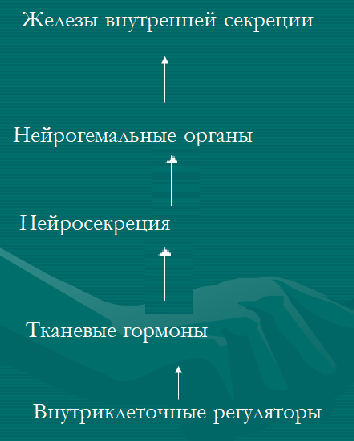 Железы внутренней секреции
Нейрогемальные органы
Нейросекреция
Тканевые гормоны
Внутриклеточные регуляторы